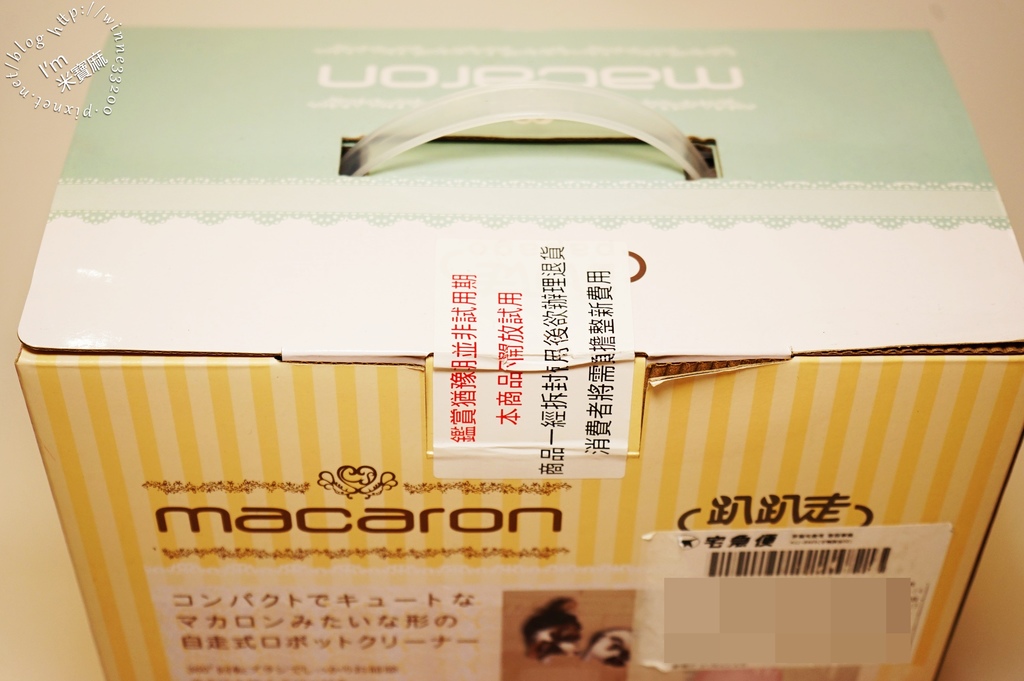 I'm
米寶麻
winne33200.pixnet.net/blog http://
macaron
鑑賞猶豫期並非試用期
本商品不開放試用
商品一經拆封使用後欲辦理退貨
消費者將需負擔整新費用
macaron
趴趴走
宅急便
コンパクトでキュートな
マカロンみたいな形の
自走式ロボットクリーナー